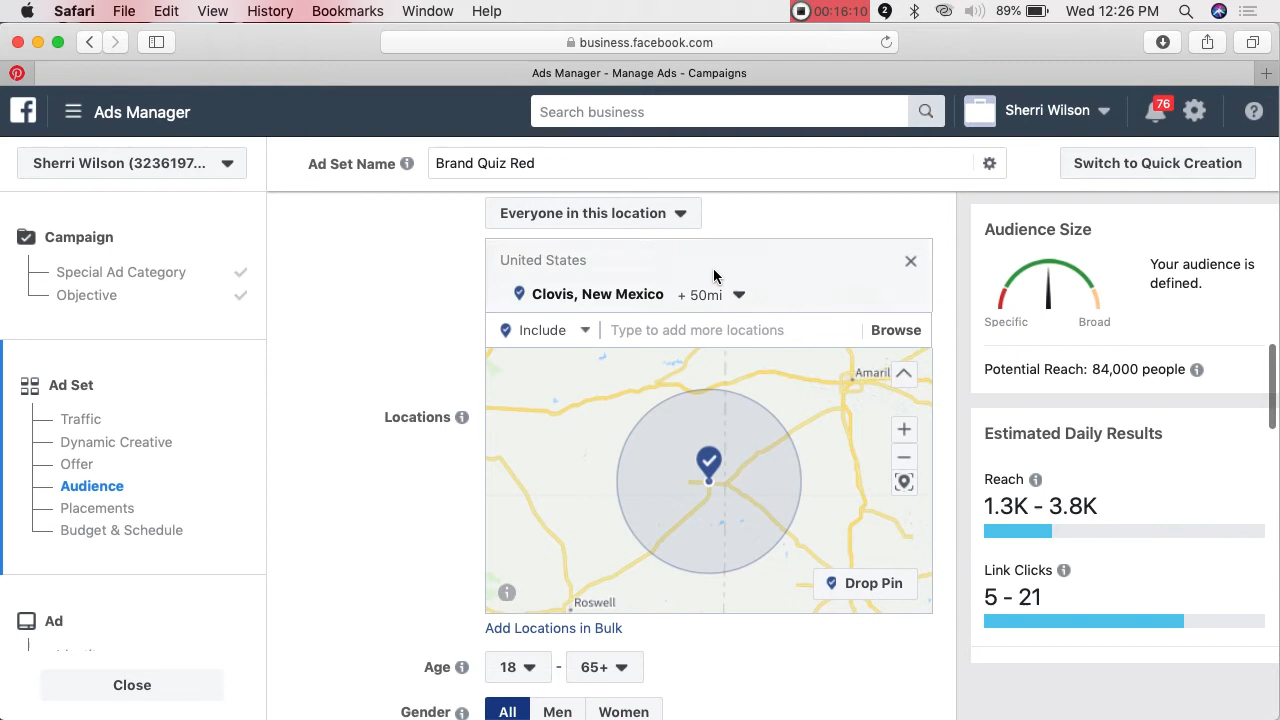 Safari File Edit View History Bookmarks Window Help 00:16:10 2 89% Wed 12:26 PM
business.facebook.com
Ads Manager - Manage Ads - Campaigns
Ads Manager Search business Sherri Wilson 76
Sherri Wilson (3236197... Ad Set Name Brand Quiz Red Switch to Quick Creation
Campaign
Special Ad Category
Objective
Ad Set
Traffic
Dynamic Creative
Offer
Audience
Placements
Budget & Schedule
Ad
Close
Everyone in this location
United States
Clovis, New Mexico + 50mi
Include Type to add more locations Browse
Locations
Amaril
Roswell
Drop Pin
Add Locations in Bulk
Age 18 - 65+
Gender All Men Women
Audience Size
Specific Broad
Your audience is
defined.
Potential Reach: 84,000 people
Estimated Daily Results
Reach
1.3K - 3.8K
Link Clicks
5 - 21